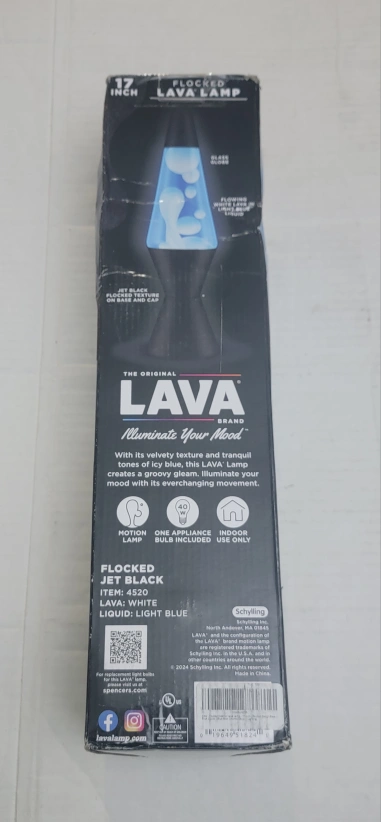 17
INCH
FLOCKED
LAVA LAMP
GLASS
GLOBE
FLOWING
WHITE LAVA IN
LIGHT BLUE
LIQUID
JET BLACK
FLOCKED TEXTURE
ON BASE AND CAP
THE ORIGINAL
LAVA®
BRAND
Illuminate Your Mood™
With its velvety texture and tranquil
tones of icy blue, this LAVA® Lamp
creates a groovy gleam. Illuminate your
mood with its everchanging movement.
40
W
MOTION
LAMP
ONE APPLIANCE
BULB INCLUDED
INDOOR
USE ONLY
FLOCKED
JET BLACK
ITEM: 4520
LAVA: WHITE
LIQUID: LIGHT BLUE
For replacement light bulbs
for this LAVA® lamp,
please visit us at
spencers.com
Schylling
Schylling Inc.
North Andover, MA 01845
LAVA® and the configuration of
the LAVA® brand motion lamp
are registered trademarks of
Schylling Inc. in the U.S.A. and in
other countries around the world.
© 2024 Schylling Inc. All rights reserved.
Made in China.
UL
US
CAUTION
lavalamp.com